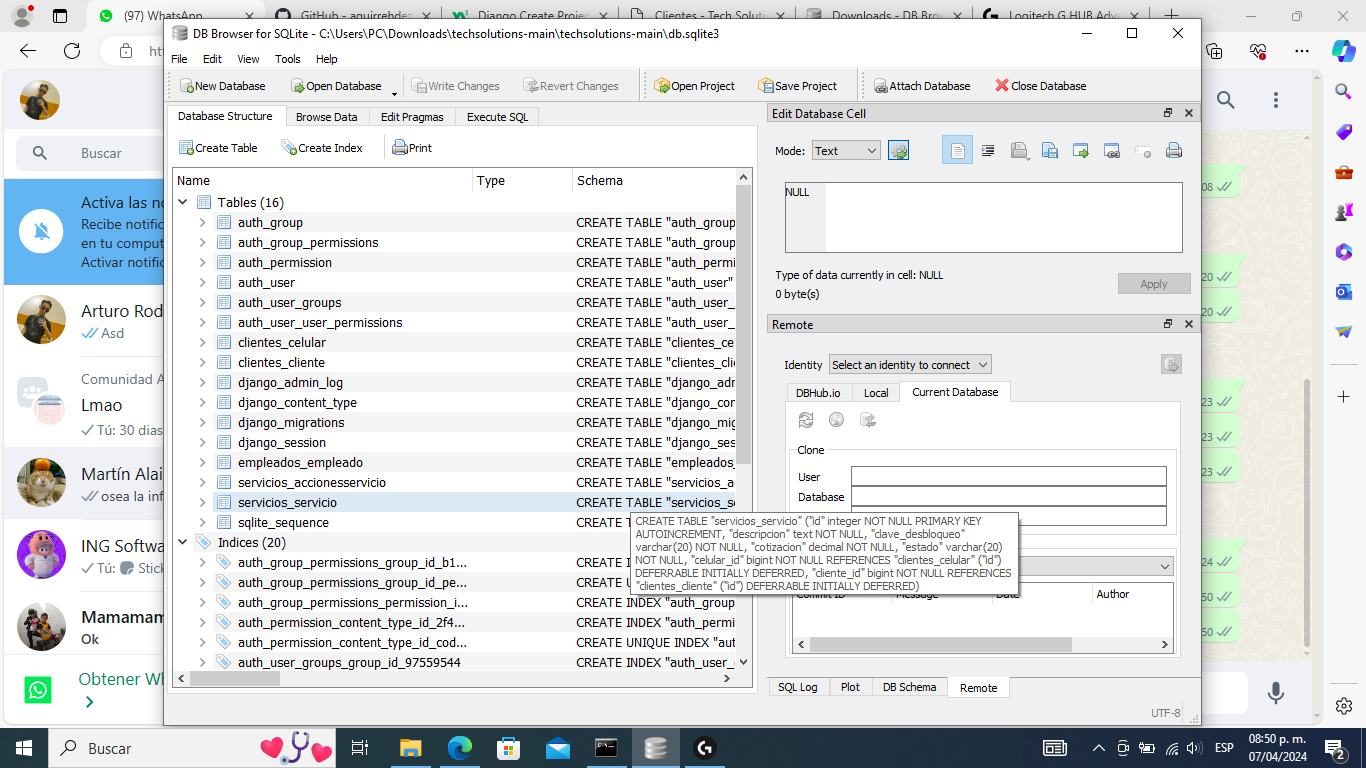 (97) WhatsApp
GitHub - aguirrehdez
Django Create Project
Clientes - Tech Solution
Downloads - DB Brow
Logitech G HUB Adva
DB Browser for SQLite - C:\Users\PC\Downloads\techsolutions-main\techsolutions-main\db.sqlite3
File
Edit
View
Tools
Help
New Database
Open Database
Write Changes
Revert Changes
Open Project
Save Project
Attach Database
Close Database
Database Structure
Browse Data
Edit Pragmas
Execute SQL
Create Table
Create Index
Print
Name
Type
Schema
Tables (16)
auth_group
CREATE TABLE "auth_group
auth_group_permissions
CREATE TABLE "auth_group
auth_permission
CREATE TABLE "auth_permi
auth_user
CREATE TABLE "auth_user"
auth_user_groups
CREATE TABLE "auth_user_
auth_user_user_permissions
CREATE TABLE "auth_user_
clientes_celular
CREATE TABLE "clientes_ce
clientes_cliente
CREATE TABLE "clientes_clie
django_admin_log
CREATE TABLE "django_adr
django_content_type
CREATE TABLE "django_cor
django_migrations
CREATE TABLE "django_mig
django_session
CREATE TABLE "django_ses
empleados_empleado
CREATE TABLE "empleados_
servicios_accionesservicio
CREATE TABLE "servicios_a
servicios_servicio
CREATE TABLE "servicios_s
sqlite_sequence
CREATE T
Indices (20)
auth_group_permissions_group_id_b1...
CREATE I
auth_group_permissions_group_id_pe...
CREATE U
auth_group_permissions_permission_i...
CREATE INDEX "auth_group
auth_permission_content_type_id_2f4...
CREATE INDEX "auth_permi
auth_permission_content_type_id_cod...
CREATE UNIQUE INDEX "aut
auth_user_groups_group_id_97559544
CREATE INDEX "auth_user_
CREATE TABLE "servicios_servicio" ("id" integer NOT NULL PRIMARY KEY
AUTOINCREMENT, "descripcion" text NOT NULL, "clave_desbloqueo"
varchar(20) NOT NULL, "cotizacion" decimal NOT NULL, "estado" varchar(20)
NOT NULL, "celular_id" bigint NOT NULL REFERENCES "clientes_celular" ("id")
DEFERRABLE INITIALLY DEFERRED, "cliente_id" bigint NOT NULL REFERENCES
"clientes_cliente" ("id") DEFERRABLE INITIALLY DEFERRED)
Edit Database Cell
Mode:
Text
NULL
Type of data currently in cell: NULL
0 byte(s)
Apply
Remote
Identity
Select an identity to connect
DBHub.io
Local
Current Database
Clone
User
Database
Commit ID
Message
Date
Author
SQL Log
Plot
DB Schema
Remote
UTF-8
htt
Buscar
Activa las no
Recibe notific
en tu comput
Activar notific
Arturo Rod
Asd
Comunidad A
Lmao
Tú: 30 dias
Martín Alai
osea la inf
ING Softwa
Tú:
Stick
Mamamam
Ok
Obtener Wh
08
20
20
23
23
23
24
50
50
Buscar
ESP
08:50 p. m.
07/04/2024
2